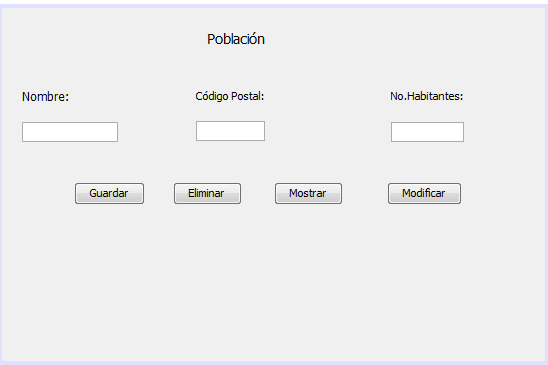 Población
Nombre: Código Postal: No.Habitantes:
Guardar Eliminar Mostrar Modificar